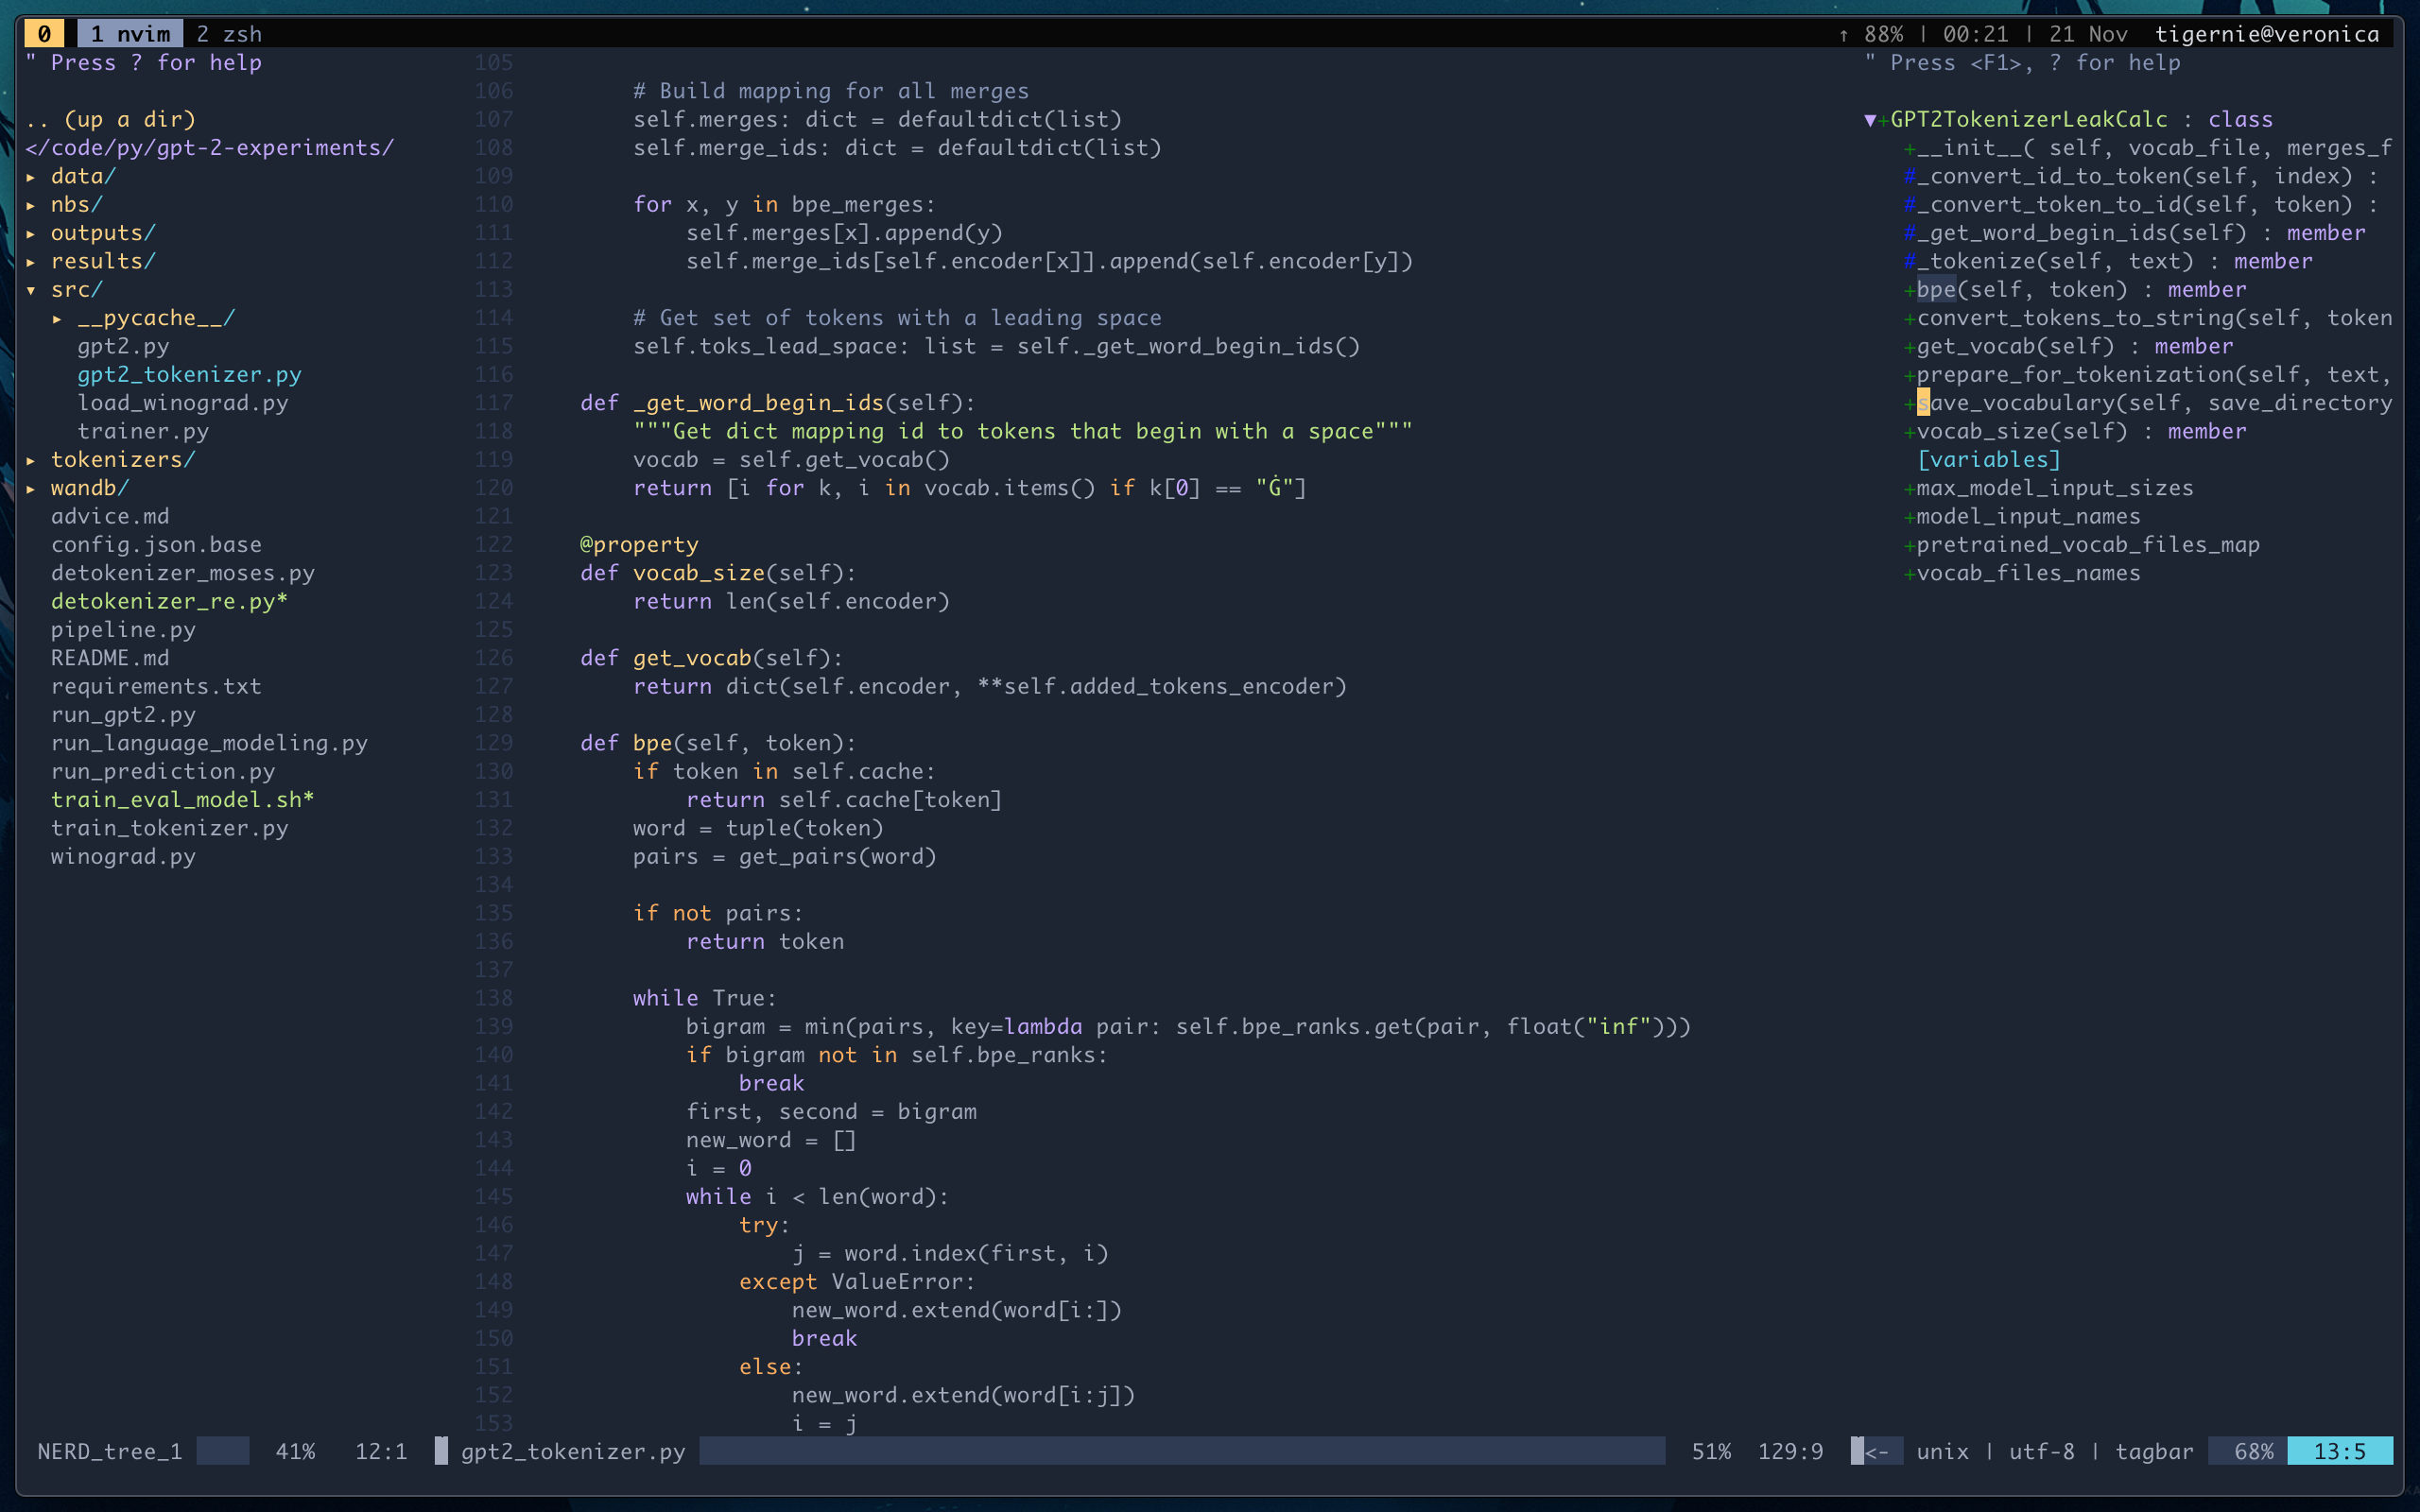 0 1 nvim 2 zsh ↑ 88% | 00:21 | 21 Nov tigernie@veronica
" Press ? for help
.. (up a dir)
</code/py/gpt-2-experiments/
▸ data/
▸ nbs/
▸ outputs/
▸ results/
▾ src/
▸ __pycache__/
gpt2.py
gpt2_tokenizer.py
load_winograd.py
trainer.py
▸ tokenizers/
▸ wandb/
advice.md
config.json.base
detokenizer_moses.py
detokenizer_re.py*
pipeline.py
README.md
requirements.txt
run_gpt2.py
run_language_modeling.py
run_prediction.py
train_eval_model.sh*
train_tokenizer.py
winograd.py
105
106         # Build mapping for all merges
107         self.merges: dict = defaultdict(list)
108         self.merge_ids: dict = defaultdict(list)
109
110         for x, y in bpe_merges:
111             self.merges[x].append(y)
112             self.merge_ids[self.encoder[x]].append(self.encoder[y])
113
114         # Get set of tokens with a leading space
115         self.toks_lead_space: list = self._get_word_begin_ids()
116
117     def _get_word_begin_ids(self):
118         """Get dict mapping id to tokens that begin with a space"""
119         vocab = self.get_vocab()
120         return [i for k, i in vocab.items() if k[0] == "Ġ"]
121
122     @property
123     def vocab_size(self):
124         return len(self.encoder)
125
126     def get_vocab(self):
127         return dict(self.encoder, **self.added_tokens_encoder)
128
129     def bpe(self, token):
130         if token in self.cache:
131             return self.cache[token]
132         word = tuple(token)
133         pairs = get_pairs(word)
134
135         if not pairs:
136             return token
137
138         while True:
139             bigram = min(pairs, key=lambda pair: self.bpe_ranks.get(pair, float("inf")))
140             if bigram not in self.bpe_ranks:
141                 break
142             first, second = bigram
143             new_word = []
144             i = 0
145             while i < len(word):
146                 try:
147                     j = word.index(first, i)
148                 except ValueError:
149                     new_word.extend(word[i:])
150                     break
151                 else:
152                     new_word.extend(word[i:j])
153                     i = j
" Press <F1>, ? for help
▼+GPT2TokenizerLeakCalc : class
+__init__( self, vocab_file, merges_f
#_convert_id_to_token(self, index) :
#_convert_token_to_id(self, token) :
#_get_word_begin_ids(self) : member
#_tokenize(self, text) : member
+bpe(self, token) : member
+convert_tokens_to_string(self, token
+get_vocab(self) : member
+prepare_for_tokenization(self, text,
+save_vocabulary(self, save_directory
+vocab_size(self) : member
[variables]
+max_model_input_sizes
+model_input_names
+pretrained_vocab_files_map
+vocab_files_names
NERD_tree_1 41% 12:1 gpt2_tokenizer.py 51% 129:9 <- unix | utf-8 | tagbar 68% 13:5